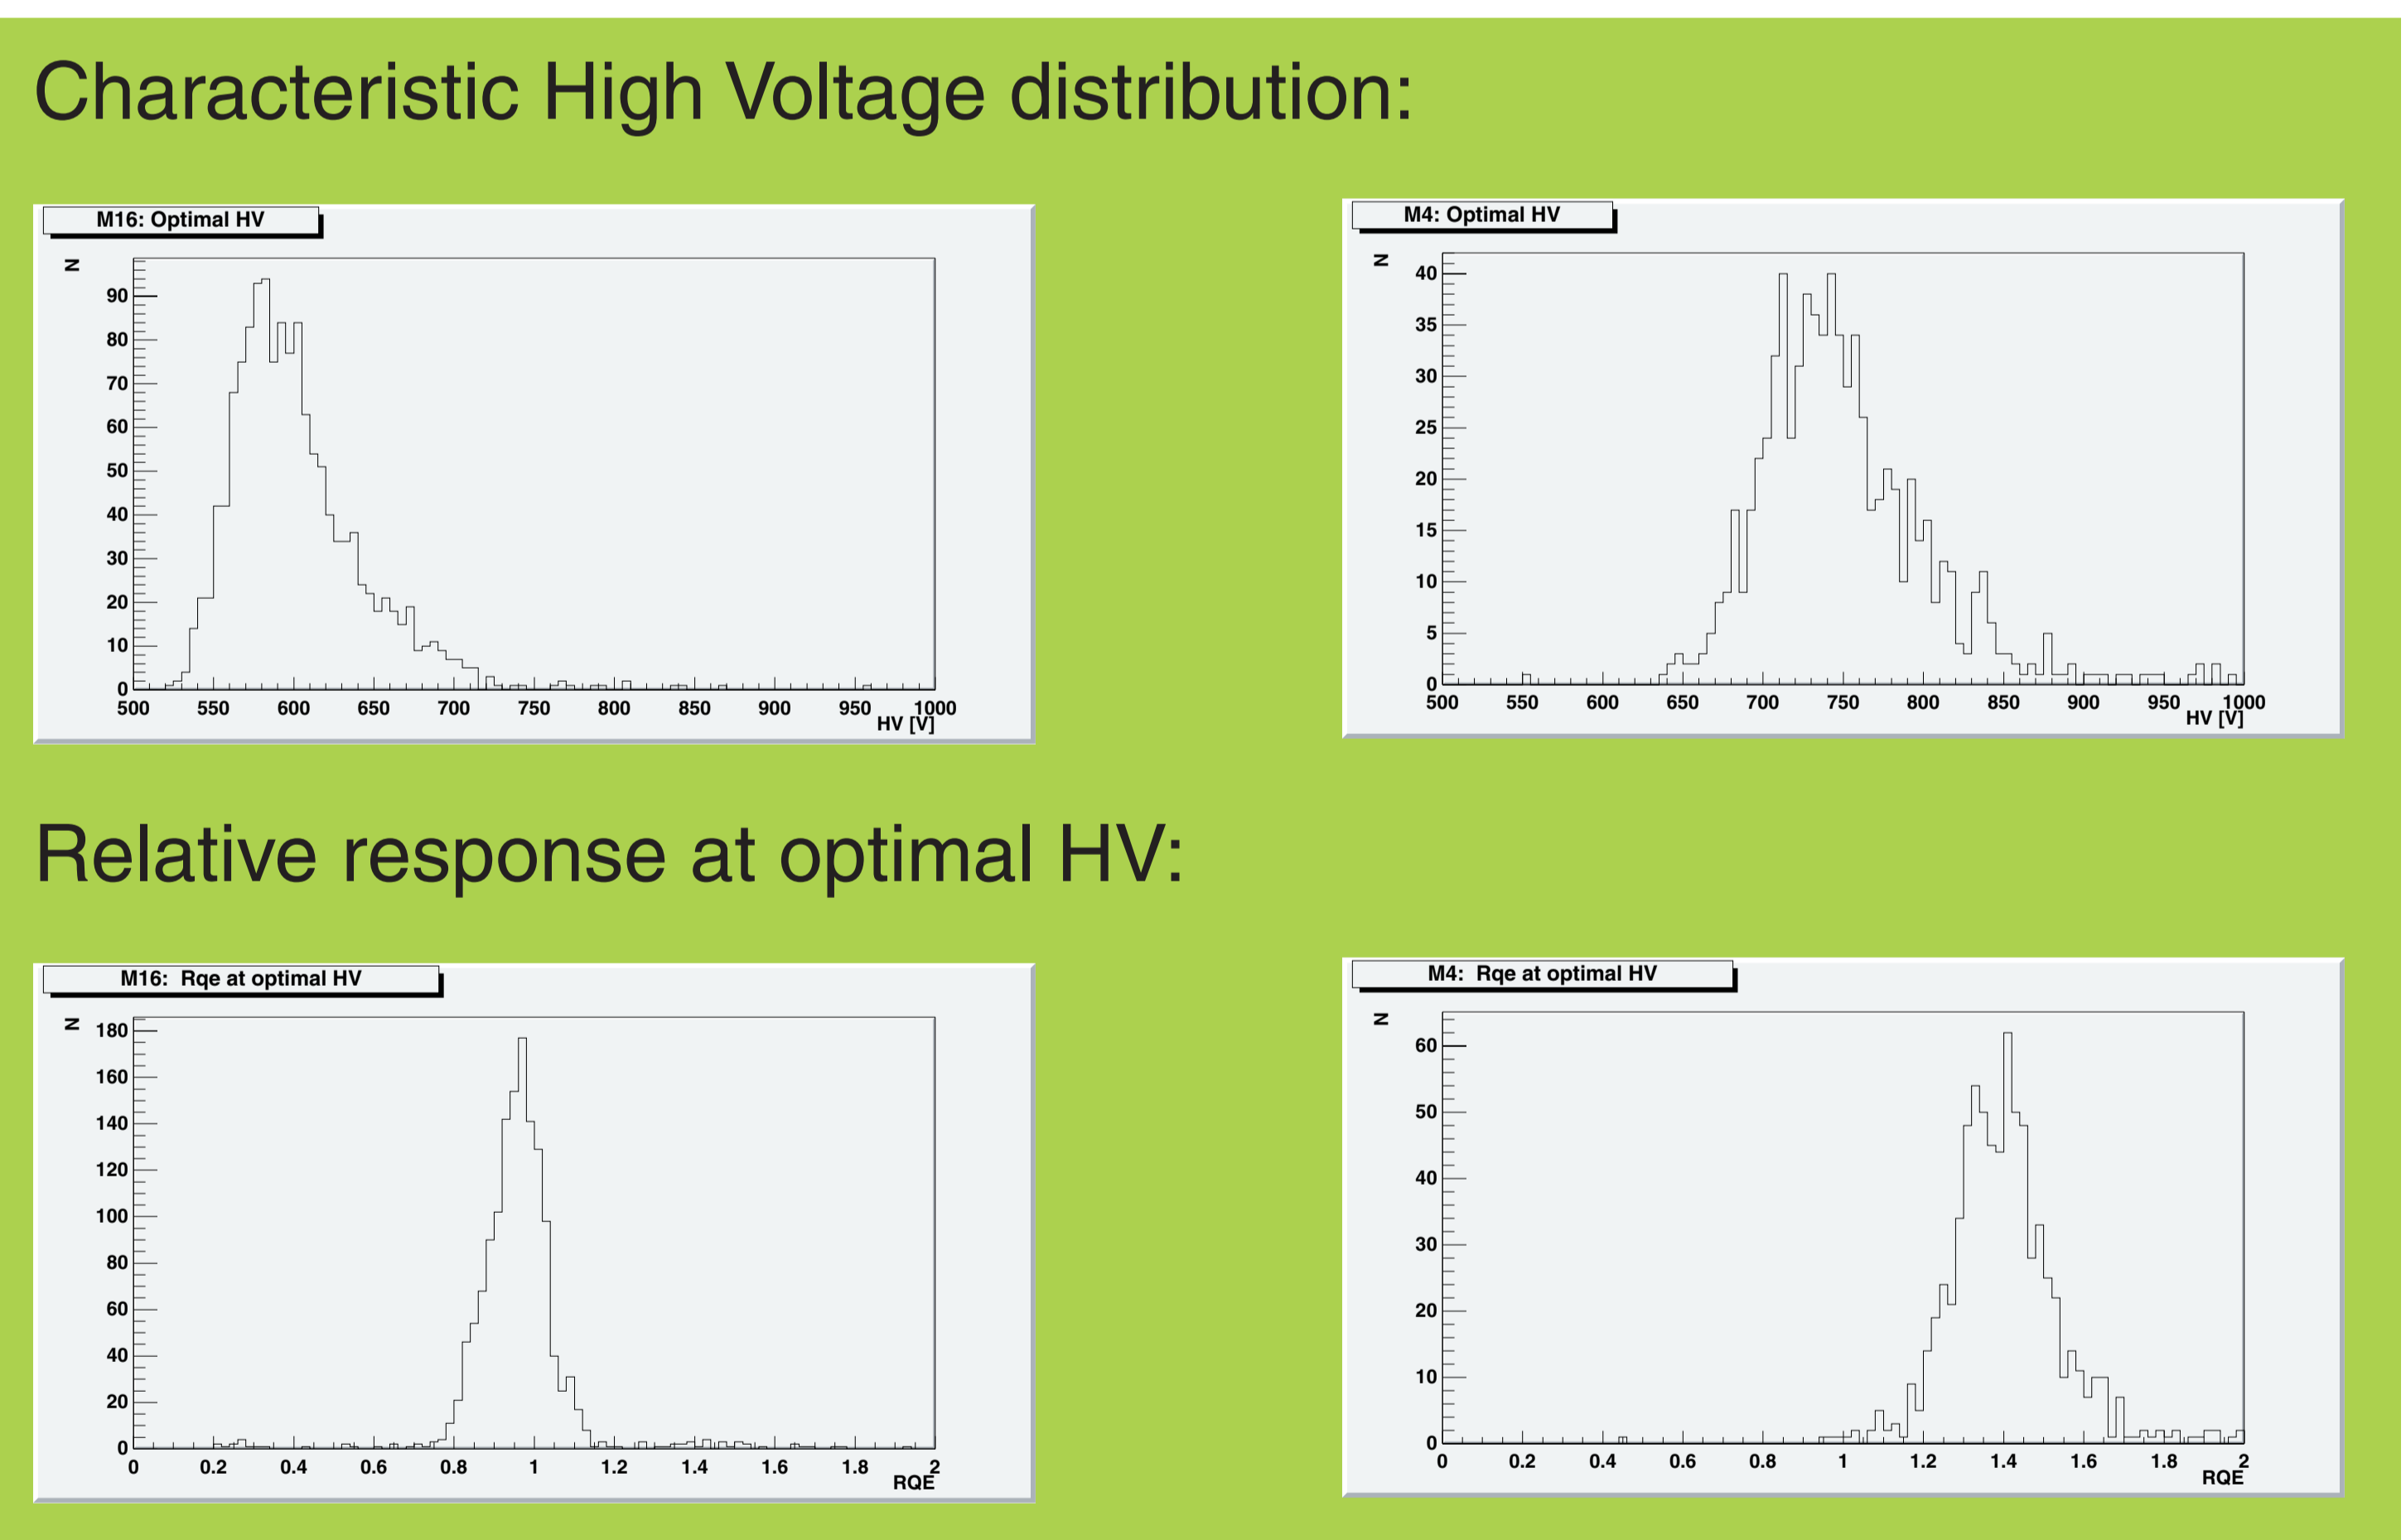 Characteristic High Voltage distribution:
M16: Optimal HV
N
90
80
70
60
50
40
30
20
10
0
500 550 600 650 700 750 800 850 900 950 1000
HV [V]
M4: Optimal HV
N
40
35
30
25
20
15
10
5
0
500 550 600 650 700 750 800 850 900 950 1000
HV [V]
Relative response at optimal HV:
M16: Rqe at optimal HV
N
180
160
140
120
100
80
60
40
20
0
0 0.2 0.4 0.6 0.8 1 1.2 1.4 1.6 1.8 2
RQE
M4: Rqe at optimal HV
N
60
50
40
30
20
10
0
0 0.2 0.4 0.6 0.8 1 1.2 1.4 1.6 1.8 2
RQE